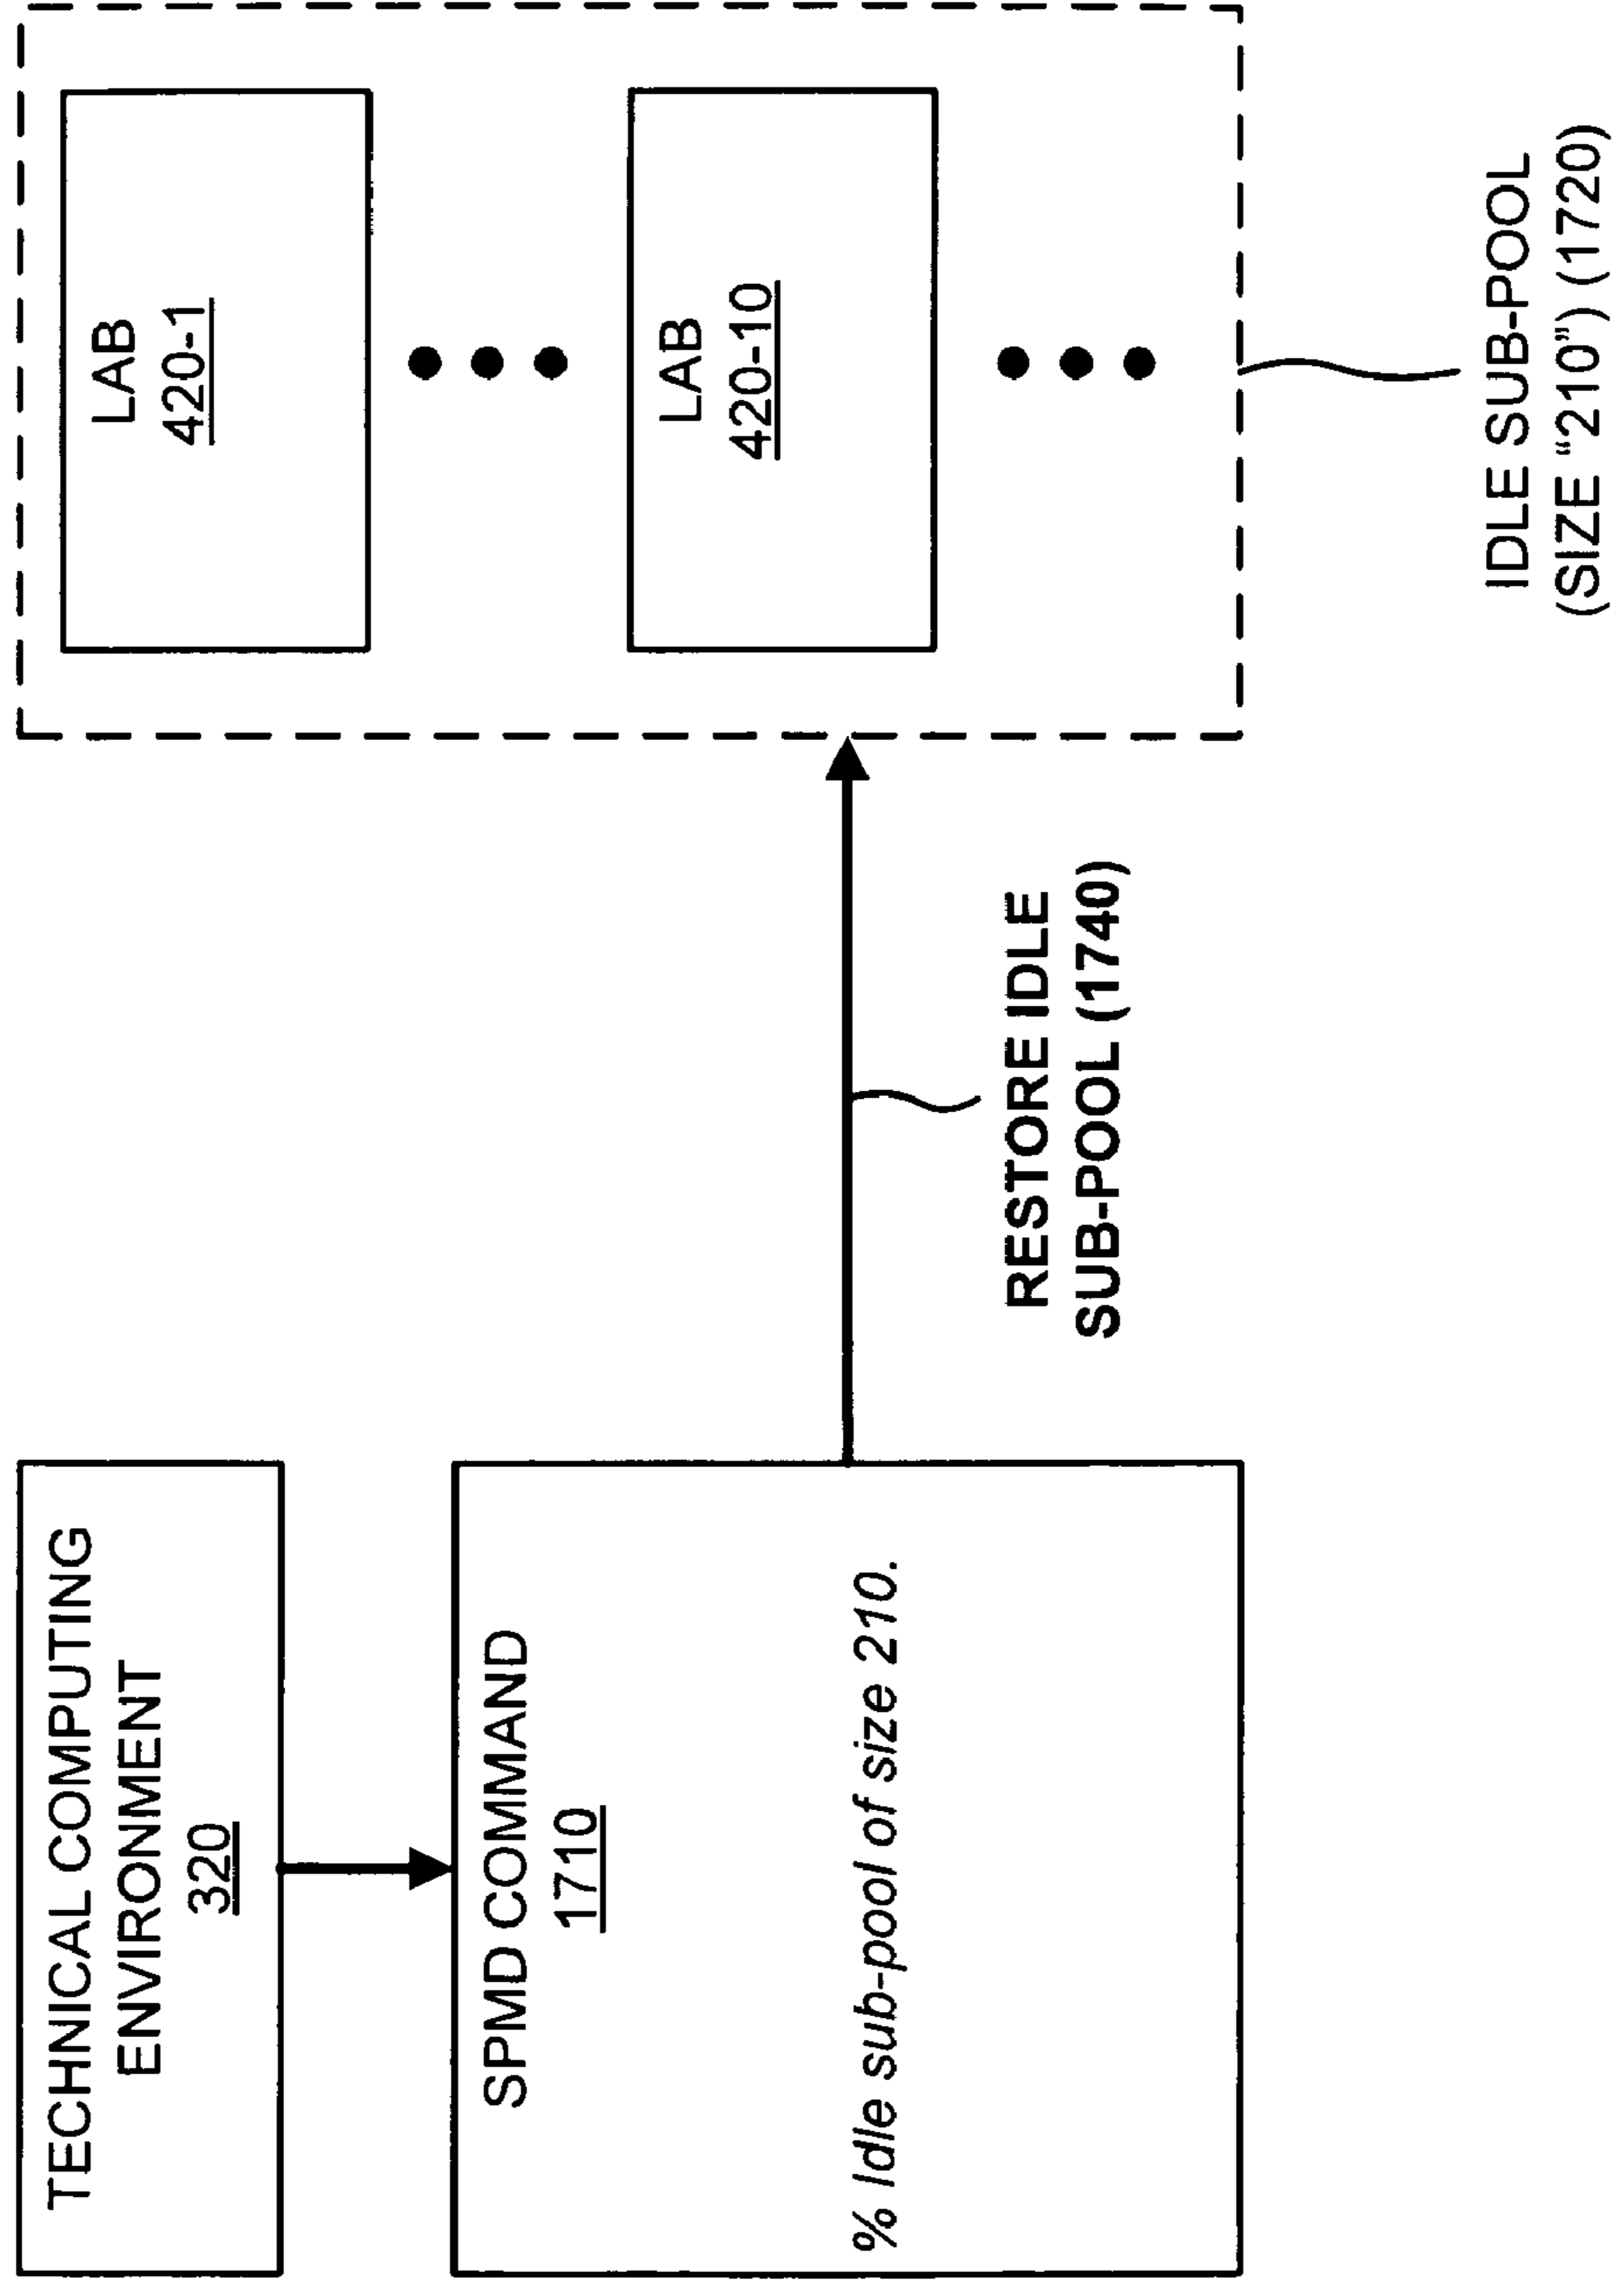 TECHNICAL COMPUTING
ENVIRONMENT
320
SPMD COMMAND
1710
% Idle sub-pool of size 210.
RESTORE IDLE
SUB-POOL (1740)
LAB
420-1
LAB
420-10
IDLE SUB-POOL
(SIZE “210”) (1720)